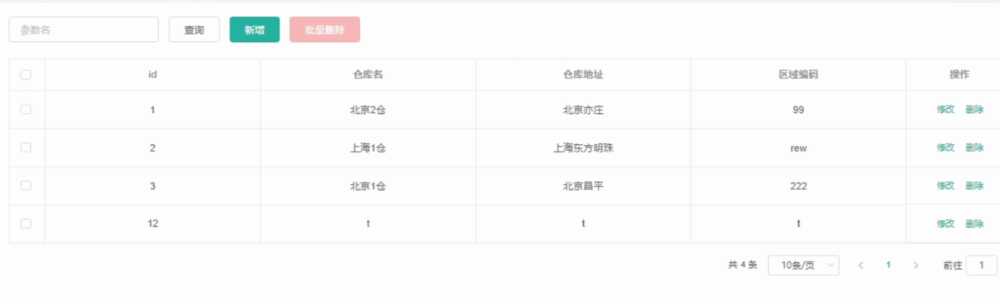 参数名 查询 新增 批量删除
id 仓库名 仓库地址 区域编码 操作
1 北京2仓 北京亦庄 99 修改 删除
2 上海1仓 上海东方明珠 rew 修改 删除
3 北京1仓 北京昌平 222 修改 删除
12 t t t 修改 删除
共 4 条 10条/页 1 前往 1